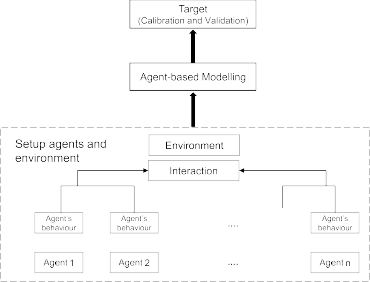 Target
(Calibration and Validation)
Agent-based Modelling
Setup agents and
environment
Environment
Interaction
Agent's
behaviour
Agent's
behaviour
....
Agent's
behaviour
Agent 1
Agent 2
....
Agent n